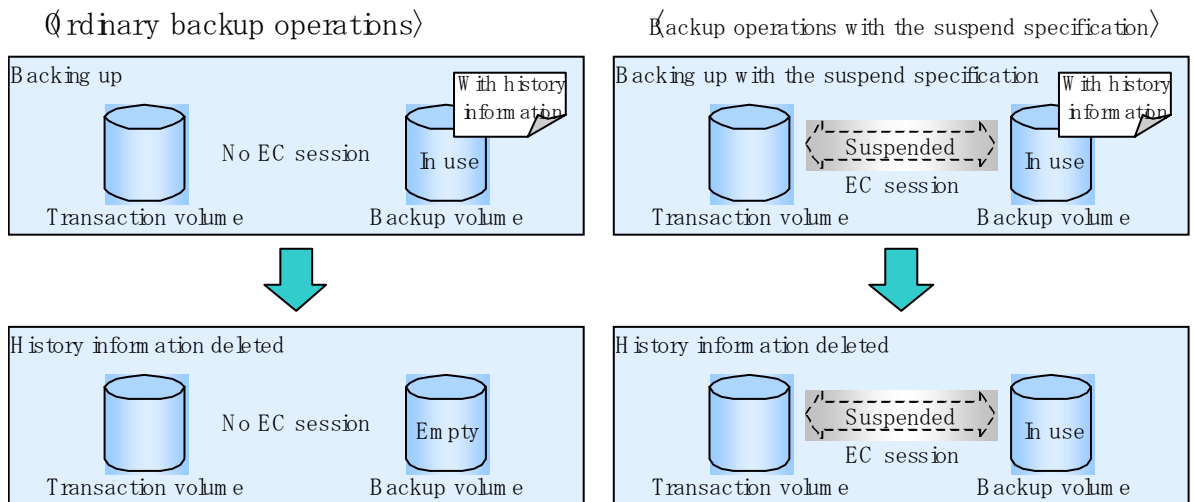 〈Ordinary backup operations〉
Backing up
With history
information
No EC session
In use
Transaction volume
Backup volume
History information deleted
No EC session
Empty
Transaction volume
Backup volume
〈Backup operations with the suspend specification〉
Backing up with the suspend specification
With history
information
Suspended
In use
EC session
Transaction volume
Backup volume
History information deleted
Suspended
In use
EC session
Transaction volume
Backup volume